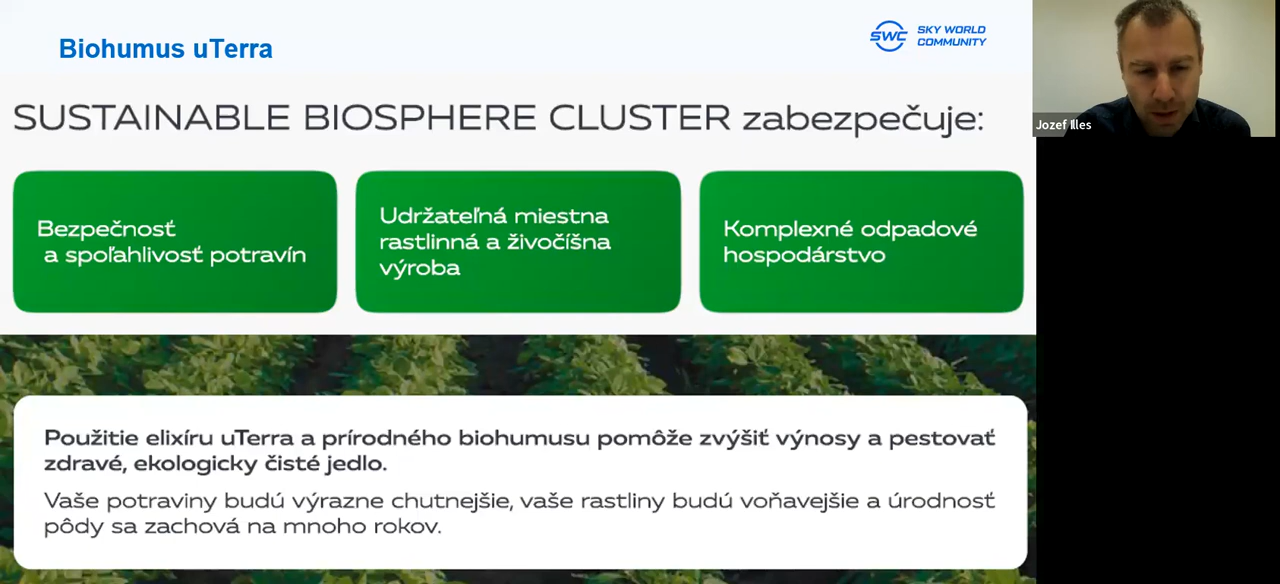 Biohumus uTerra
SWC SKY WORLD
COMMUNITY
Jozef Illes
SUSTAINABLE BIOSPHERE CLUSTER zabezpečuje:
Bezpečnosť
a spoľahlivosť potravín
Udržateľná miestna
rastlinná a živočíšna
výroba
Komplexné odpadové
hospodárstvo
Použitie elixíru uTerra a prírodného biohumusu pomôže zvýšiť výnosy a pestovať
zdravé, ekologicky čisté jedlo.
Vaše potraviny budú výrazne chutnejšie, vaše rastliny budú voňavejšie a úrodnosť
pôdy sa zachová na mnoho rokov.